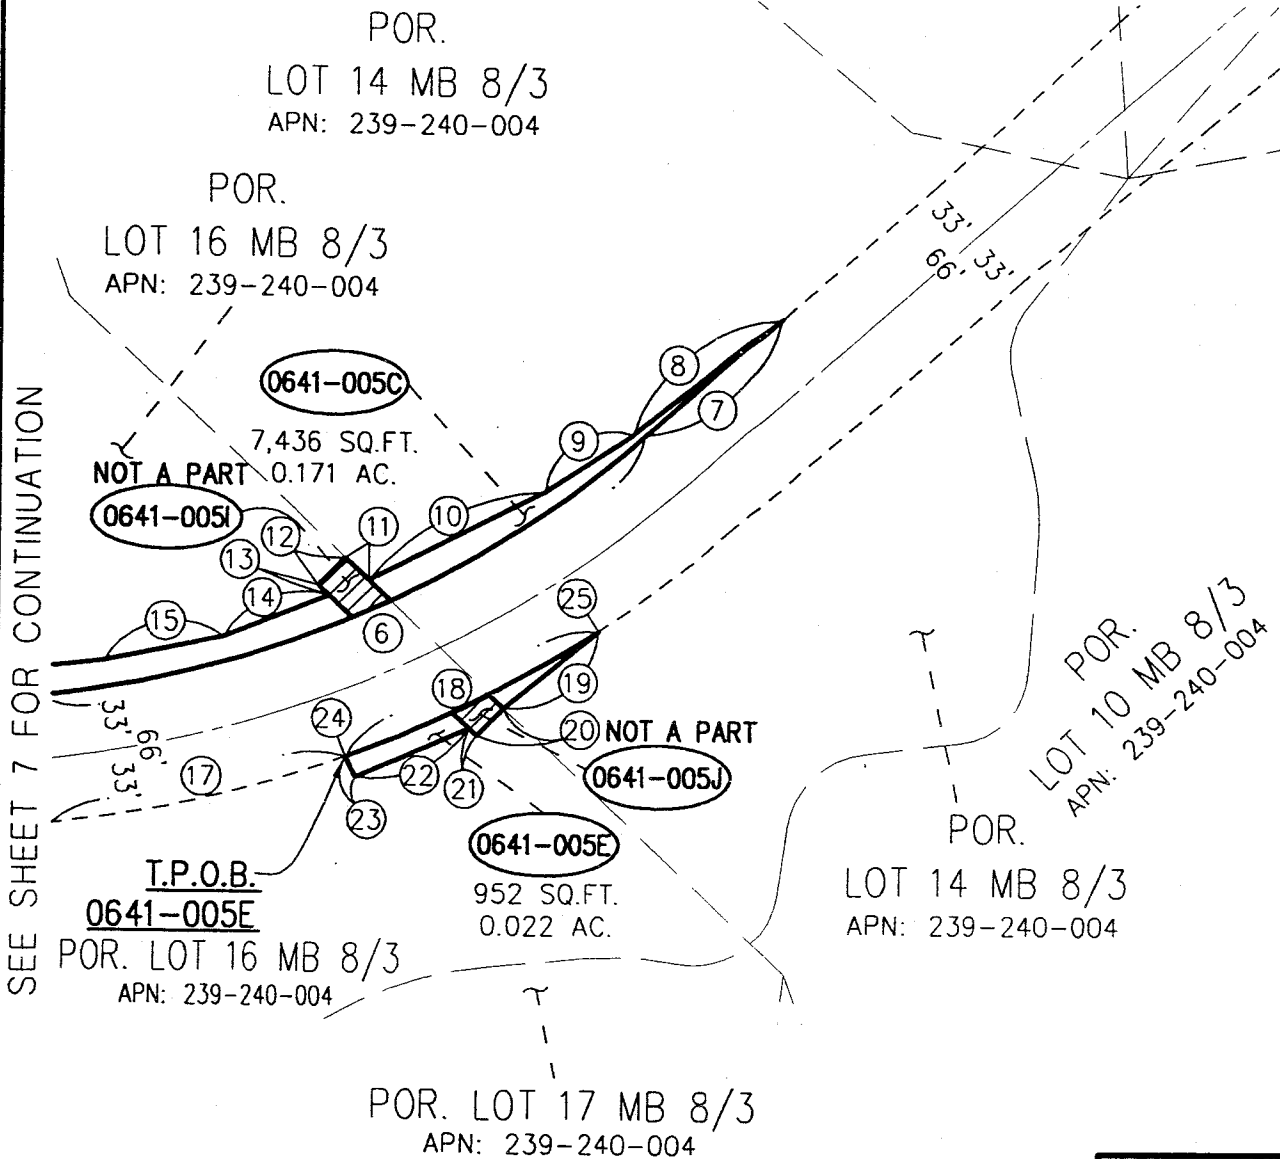 POR.
LOT 14 MB 8/3
APN: 239-240-004
POR.
LOT 16 MB 8/3
APN: 239-240-004
33'
33'
66'
8
0641-005C
7
9
7,436 SQ.FT.
NOT A PART
0.171 AC.
0641-005I
10
11
12
13
14
15
6
25
SEE SHEET 7 FOR CONTINUATION
POR.
LOT 10 MB 8/3
APN: 239-240-004
18
19
20
NOT A PART
33'
66'
33'
24
17
22
21
0641-005J
23
0641-005E
952 SQ.FT.
0.022 AC.
T.P.O.B.
0641-005E
POR. LOT 16 MB 8/3
APN: 239-240-004
POR.
LOT 14 MB 8/3
APN: 239-240-004
POR. LOT 17 MB 8/3
APN: 239-240-004